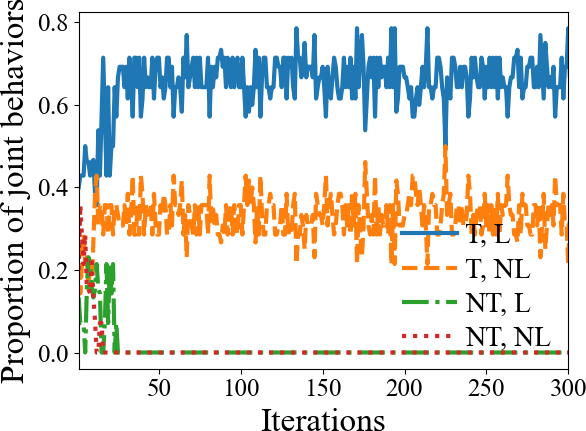 Proportion of joint behaviors
0.8
0.6
0.4
0.2
0.0
T, L
T, NL
NT, L
NT, NL
50 100 150 200 250 300
Iterations